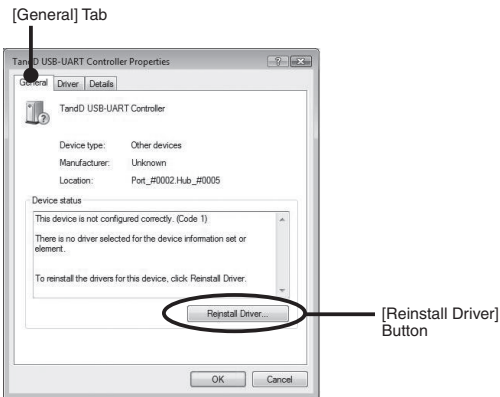 [General] Tab
TandD USB-UART Controller Properties
General Driver Details
TandD USB-UART Controller
Device type: Other devices
Manufacturer: Unknown
Location: Port_#0002.Hub_#0005
Device status
This device is not configured correctly. (Code 1)
There is no driver selected for the device information set or
element.
To reinstall the drivers for this device, click Reinstall Driver.
Reinstall Driver...
[Reinstall Driver]
Button
OK Cancel